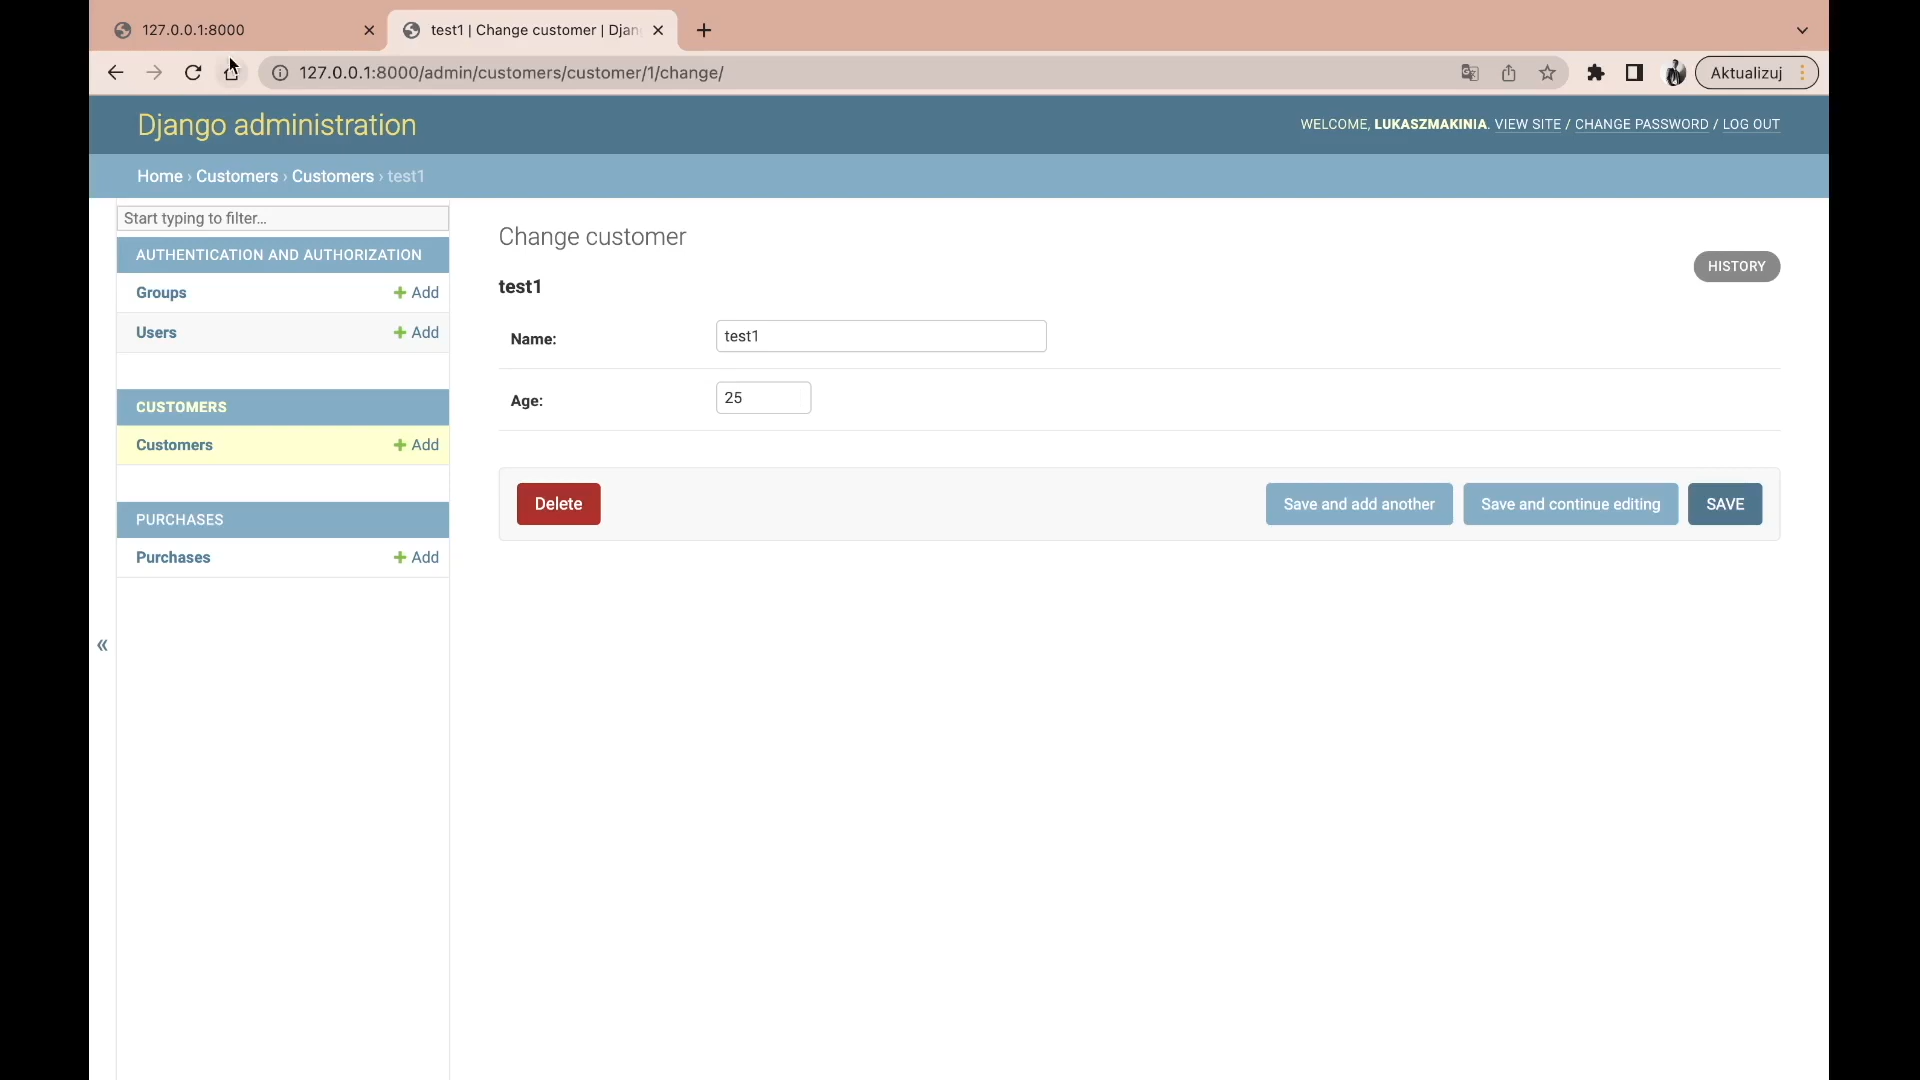 127.0.0.1:8000
test1 | Change customer | Djan
127.0.0.1:8000/admin/customers/customer/1/change/
Aktualizuj
Django administration
WELCOME, LUKASZMAKINIA. VIEW SITE / CHANGE PASSWORD / LOG OUT
Home › Customers › Customers › test1
Start typing to filter...
AUTHENTICATION AND AUTHORIZATION
Groups + Add
Users + Add
CUSTOMERS
Customers + Add
PURCHASES
Purchases + Add
«
Change customer
HISTORY
test1
Name: test1
Age: 25
Delete
Save and add another
Save and continue editing
SAVE